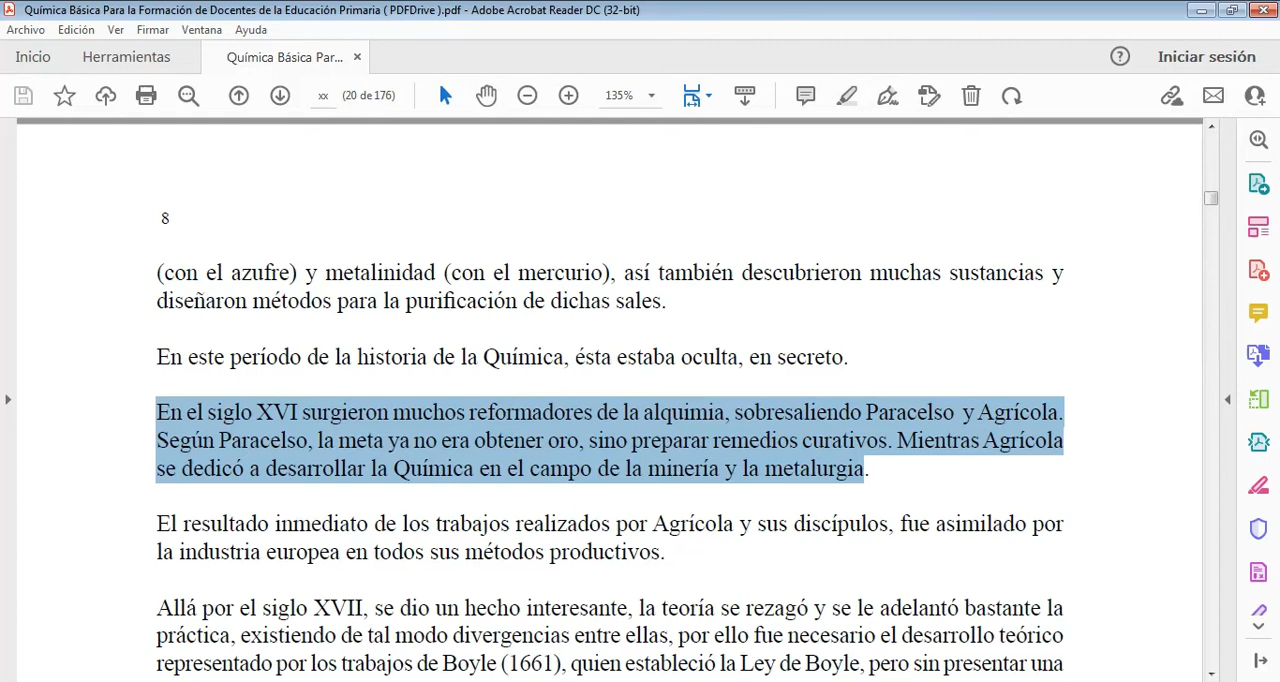 Química Básica Para la Formación de Docentes de la Educación Primaria ( PDFDrive ).pdf - Adobe Acrobat Reader DC (32-bit)
Archivo Edición Ver Firmar Ventana Ayuda
Inicio Herramientas Química Básica Par... × Iniciar sesión
xx (20 de 176) 135%
8
(con el azufre) y metalinidad (con el mercurio), así también descubrieron muchas sustancias y
diseñaron métodos para la purificación de dichas sales.
En este período de la historia de la Química, ésta estaba oculta, en secreto.
En el siglo XVI surgieron muchos reformadores de la alquimia, sobresaliendo Paracelso y Agrícola.
Según Paracelso, la meta ya no era obtener oro, sino preparar remedios curativos. Mientras Agrícola
se dedicó a desarrollar la Química en el campo de la minería y la metalurgia.
El resultado inmediato de los trabajos realizados por Agrícola y sus discípulos, fue asimilado por
la industria europea en todos sus métodos productivos.
Allá por el siglo XVII, se dio un hecho interesante, la teoría se rezagó y se le adelantó bastante la
práctica, existiendo de tal modo divergencias entre ellas, por ello fue necesario el desarrollo teórico
representado por los trabajos de Boyle (1661), quien estableció la Ley de Boyle, pero sin presentar una